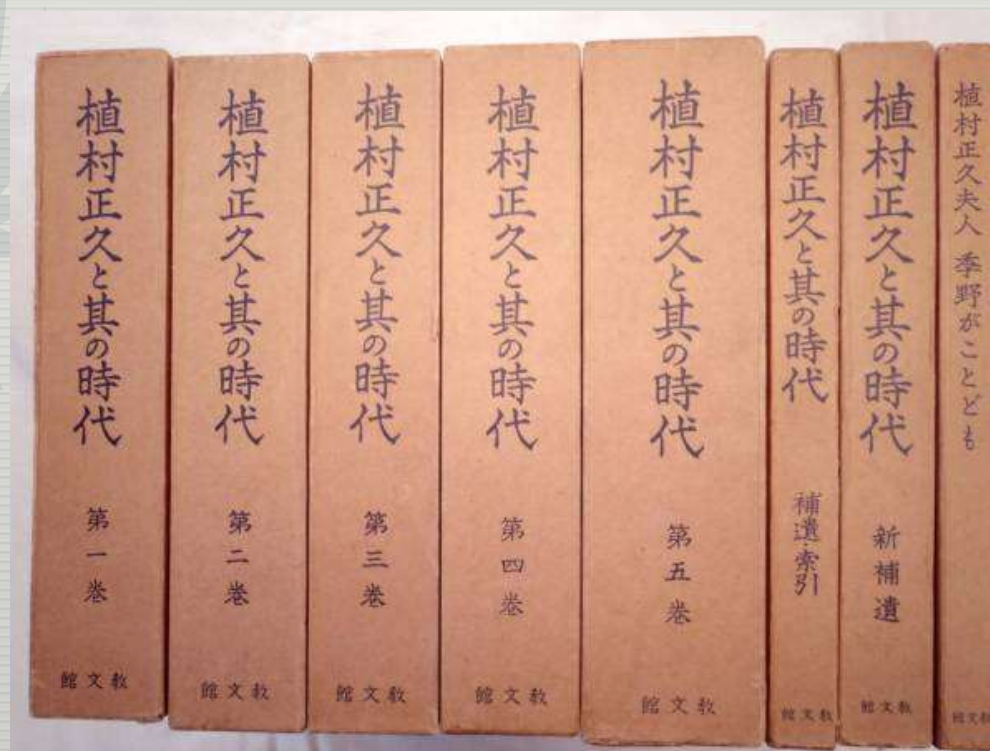 植村正久と其の時代
第一巻
館文教
植村正久と其の時代
第二巻
館文教
植村正久と其の時代
第三巻
館文教
植村正久と其の時代
第四巻
館文教
植村正久と其の時代
第五巻
館文教
植村正久と其の時代
補遺・索引
館文教
植村正久と其の時代
新補遺
館文教
植村正久夫人 季野がことども
館文教